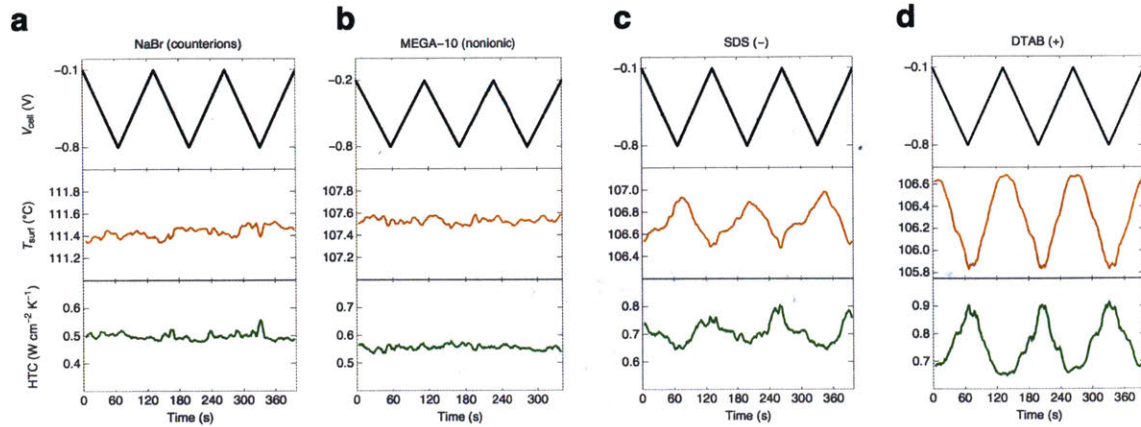 a
b
c
d
NaBr (counterions)
MEGA−10 (nonionic)
SDS (−)
DTAB (+)
V_cell (V)
−0.1
−0.8
−0.2
−0.8
−0.1
−0.8
−0.1
−0.8
T_surf (°C)
111.8
111.6
111.4
111.2
107.8
107.6
107.4
107.2
107.0
106.8
106.6
106.4
106.2
106.6
106.4
106.2
106.0
105.8
HTC (W cm⁻² K⁻¹)
0.6
0.5
0.4
0.7
0.6
0.5
0.8
0.7
0.6
0.9
0.8
0.7
0 60 120 180 240 300 360
0 60 120 180 240 300
0 60 120 180 240 300 360
0 60 120 180 240 300 360
Time (s)
Time (s)
Time (s)
Time (s)